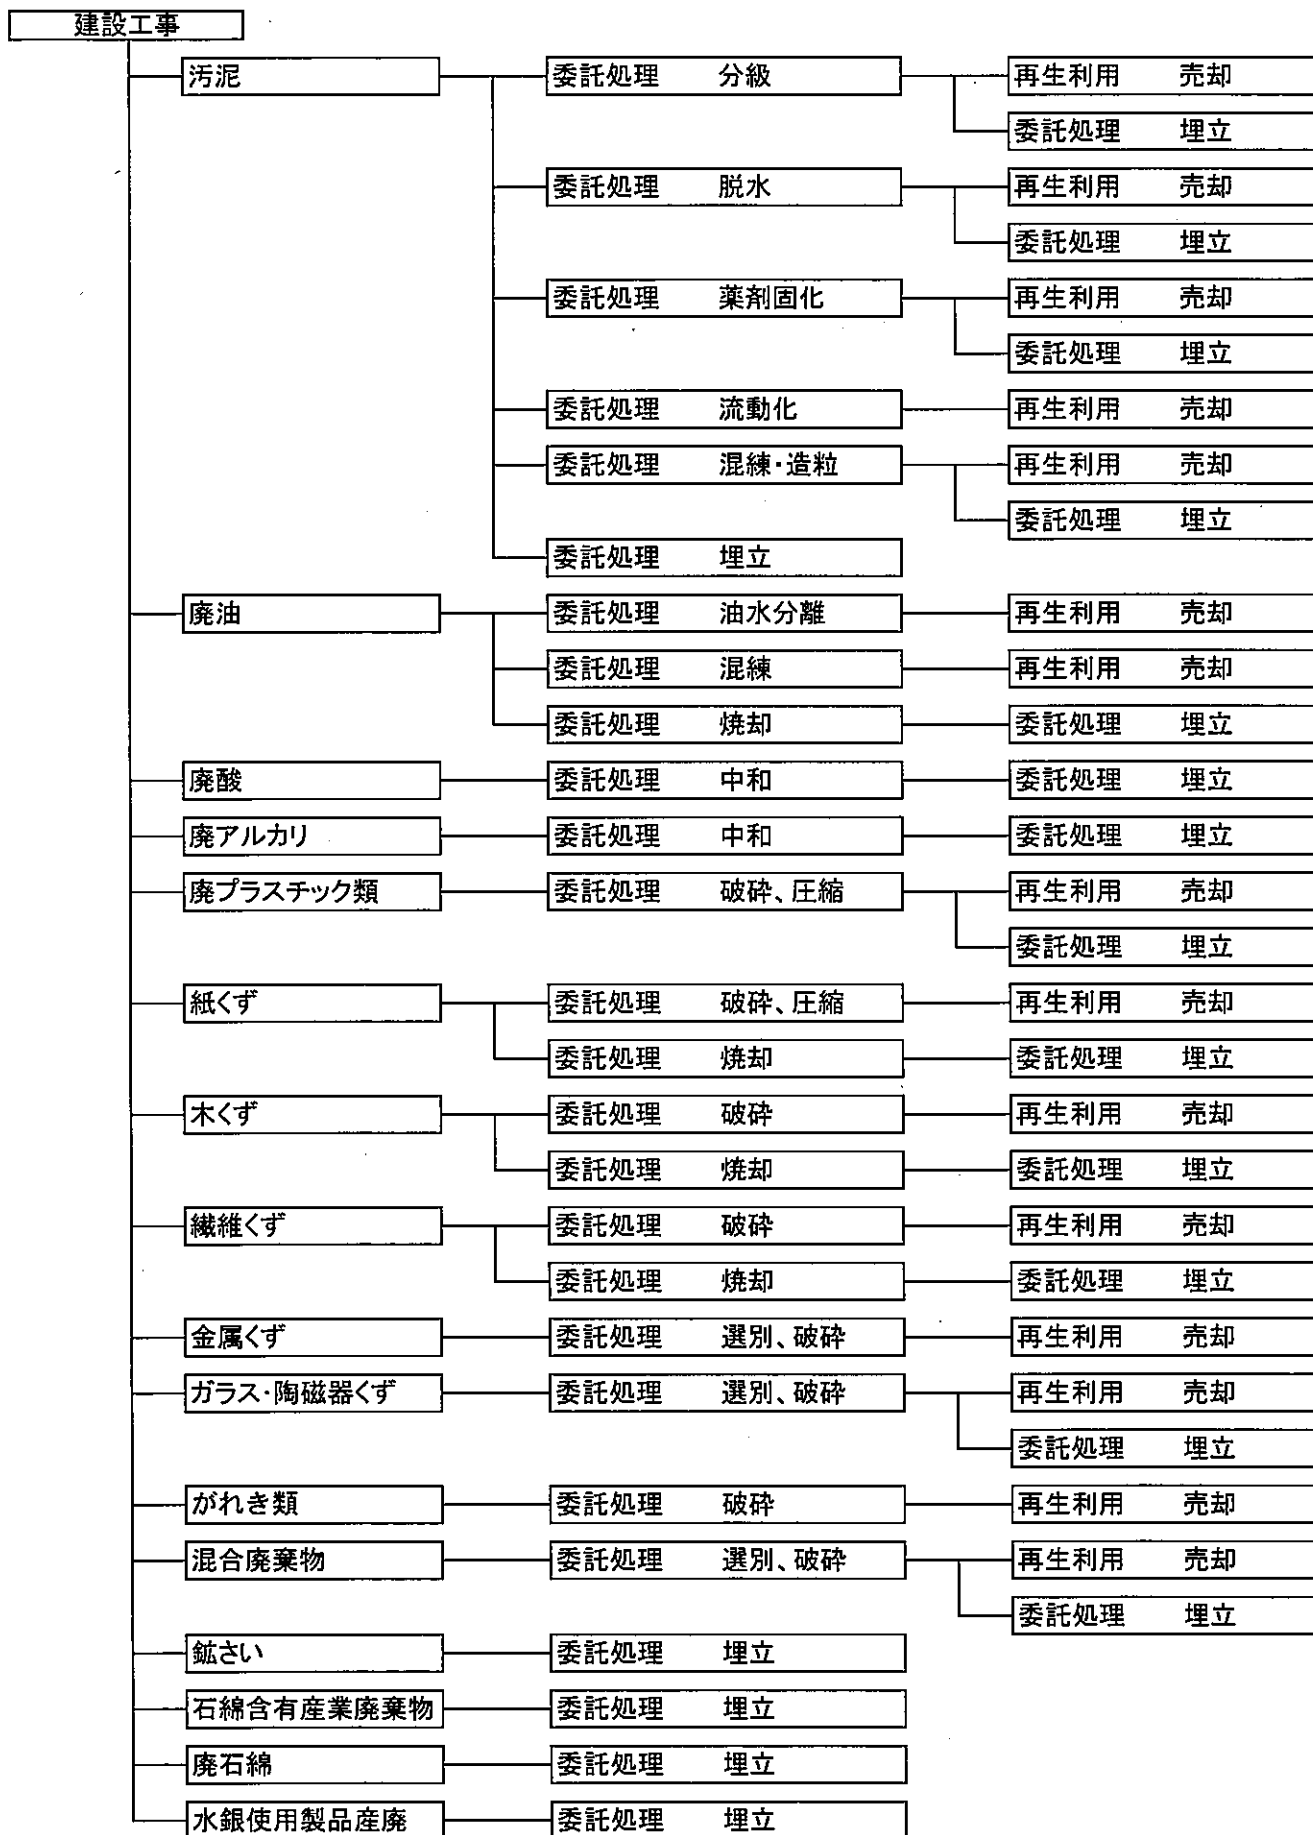 建設工事
汚泥 委託処理 分級 再生利用 売却
委託処理 埋立
委託処理 脱水 再生利用 売却
委託処理 埋立
委託処理 薬剤固化 再生利用 売却
委託処理 埋立
委託処理 流動化 再生利用 売却
委託処理 混練・造粒 再生利用 売却
委託処理 埋立
委託処理 埋立
廃油 委託処理 油水分離 再生利用 売却
委託処理 混練 再生利用 売却
委託処理 焼却 委託処理 埋立
廃酸 委託処理 中和 委託処理 埋立
廃アルカリ 委託処理 中和 委託処理 埋立
廃プラスチック類 委託処理 破砕、圧縮 再生利用 売却
委託処理 埋立
紙くず 委託処理 破砕、圧縮 再生利用 売却
委託処理 焼却 委託処理 埋立
木くず 委託処理 破砕 再生利用 売却
委託処理 焼却 委託処理 埋立
繊維くず 委託処理 破砕 再生利用 売却
委託処理 焼却 委託処理 埋立
金属くず 委託処理 選別、破砕 再生利用 売却
ガラス・陶磁器くず 委託処理 選別、破砕 再生利用 売却
委託処理 埋立
がれき類 委託処理 破砕 再生利用 売却
混合廃棄物 委託処理 選別、破砕 再生利用 売却
委託処理 埋立
鉱さい 委託処理 埋立
石綿含有産業廃棄物 委託処理 埋立
廃石綿 委託処理 埋立
水銀使用製品産廃 委託処理 埋立